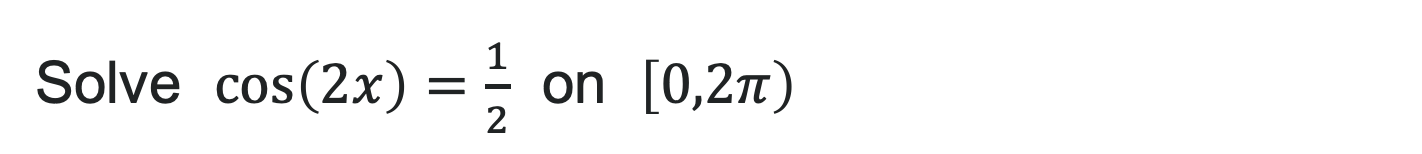 Solve cos(2x) = 1/2 on [0,2π)